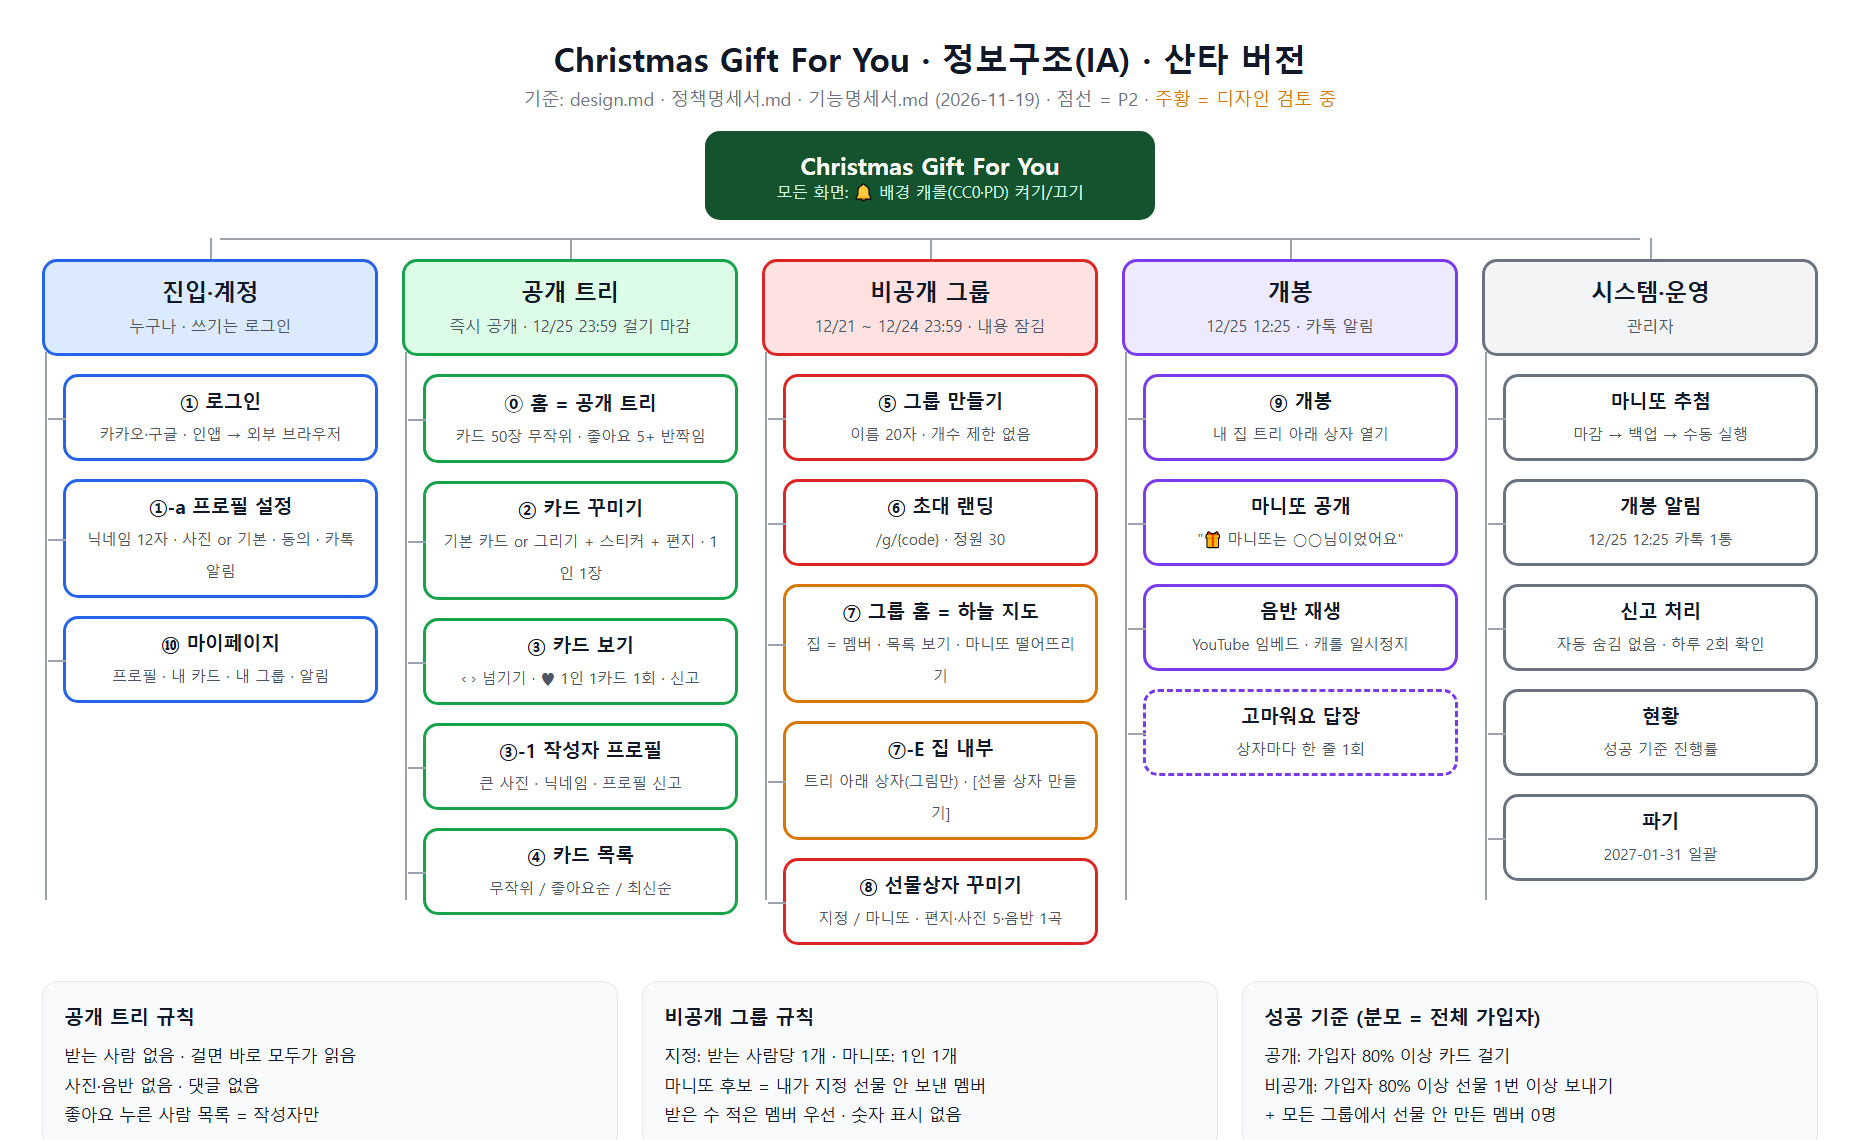 Christmas Gift For You · 정보구조(IA) · 산타 버전
기준: design.md · 정책명세서.md · 기능명세서.md (2026-11-19) · 점선 = P2 · 주황 = 디자인 검토 중
Christmas Gift For You
모든 화면: 🔔 배경 캐롤(CC0·PD) 켜기/끄기
진입·계정
누구나 · 쓰기는 로그인
① 로그인
카카오·구글 · 인앱 → 외부 브라우저
①-a 프로필 설정
닉네임 12자 · 사진 or 기본 · 동의 · 카톡
알림
⑩ 마이페이지
프로필 · 내 카드 · 내 그룹 · 알림
공개 트리
즉시 공개 · 12/25 23:59 걸기 마감
⓪ 홈 = 공개 트리
카드 50장 무작위 · 좋아요 5+ 반짝임
② 카드 꾸미기
기본 카드 or 그리기 + 스티커 + 편지 · 1
인 1장
③ 카드 보기
‹ › 넘기기 · ♥ 1인 1카드 1회 · 신고
③-1 작성자 프로필
큰 사진 · 닉네임 · 프로필 신고
④ 카드 목록
무작위 / 좋아요순 / 최신순
비공개 그룹
12/21 ~ 12/24 23:59 · 내용 잠김
⑤ 그룹 만들기
이름 20자 · 개수 제한 없음
⑥ 초대 랜딩
/g/{code} · 정원 30
⑦ 그룹 홈 = 하늘 지도
집 = 멤버 · 목록 보기 · 마니또 떨어뜨리
기
⑦-E 집 내부
트리 아래 상자(그림만) · [선물 상자 만들
기]
⑧ 선물상자 꾸미기
지정 / 마니또 · 편지·사진 5·음반 1곡
개봉
12/25 12:25 · 카톡 알림
⑨ 개봉
내 집 트리 아래 상자 열기
마니또 공개
"🎁 마니또는 ○○님이었어요"
음반 재생
YouTube 임베드 · 캐롤 일시정지
고마워요 답장
상자마다 한 줄 1회
시스템·운영
관리자
마니또 추첨
마감 → 백업 → 수동 실행
개봉 알림
12/25 12:25 카톡 1통
신고 처리
자동 숨김 없음 · 하루 2회 확인
현황
성공 기준 진행률
파기
2027-01-31 일괄
공개 트리 규칙
받는 사람 없음 · 걸면 바로 모두가 읽음
사진·음반 없음 · 댓글 없음
좋아요 누른 사람 목록 = 작성자만
비공개 그룹 규칙
지정: 받는 사람당 1개 · 마니또: 1인 1개
마니또 후보 = 내가 지정 선물 안 보낸 멤버
받은 수 적은 멤버 우선 · 숫자 표시 없음
성공 기준 (분모 = 전체 가입자)
공개: 가입자 80% 이상 카드 걸기
비공개: 가입자 80% 이상 선물 1번 이상 보내기
+ 모든 그룹에서 선물 안 만든 멤버 0명